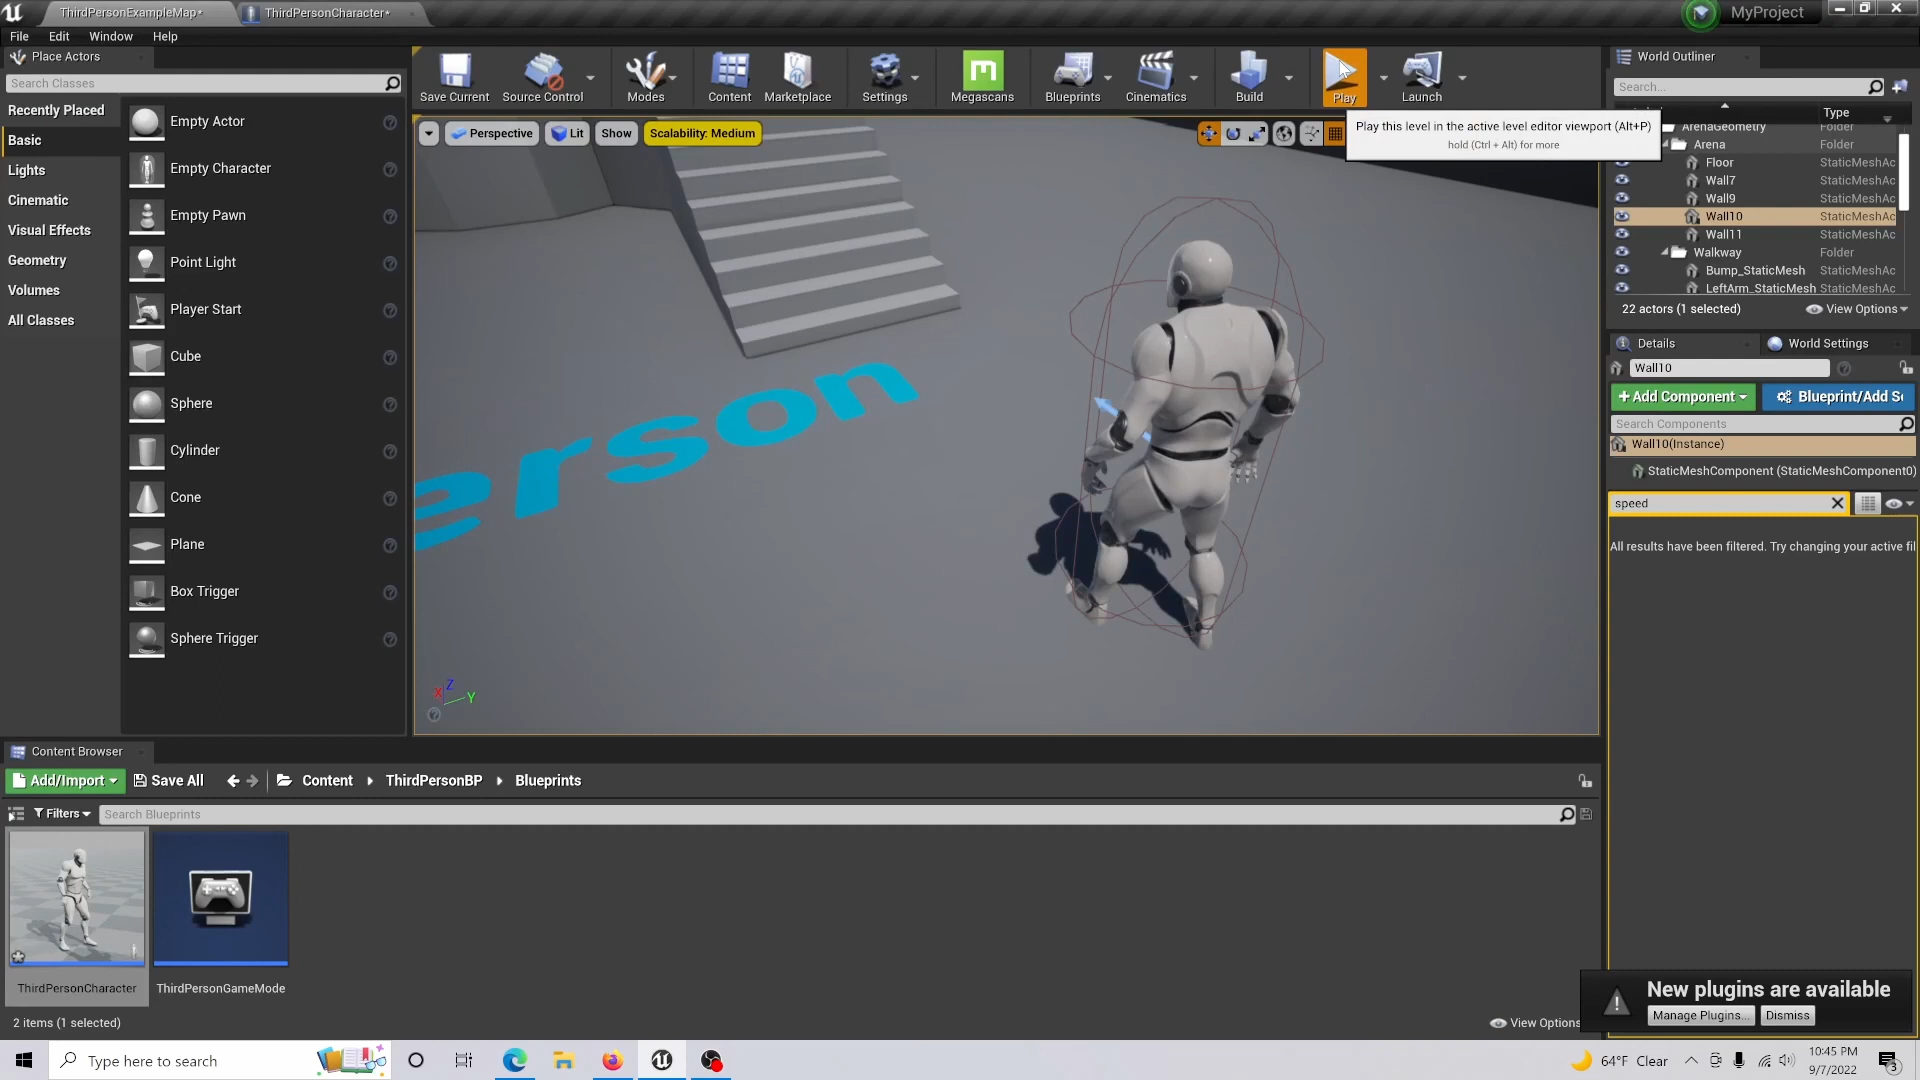 ThirdPersonExampleMap*
ThirdPersonCharacter*
MyProject
File Edit Window Help
Place Actors
Search Classes
Recently Placed
Basic
Lights
Cinematic
Visual Effects
Geometry
Volumes
All Classes
Empty Actor
Empty Character
Empty Pawn
Point Light
Player Start
Cube
Sphere
Cylinder
Cone
Plane
Box Trigger
Sphere Trigger
Save Current
Source Control
Modes
Content
Marketplace
Settings
Megascans
Blueprints
Cinematics
Build
Play
Launch
Perspective
Lit
Show
Scalability: Medium
Play this level in the active level editor viewport (Alt+P)
hold (Ctrl + Alt) for more
erson
Z
X
Y
World Outliner
Search...
Type
ArenaGeometry Folder
Arena Folder
Floor StaticMeshAc
Wall7 StaticMeshAc
Wall9 StaticMeshAc
Wall10 StaticMeshAc
Wall11 StaticMeshAc
Walkway Folder
Bump_StaticMesh StaticMeshAc
LeftArm_StaticMesh StaticMeshAc
22 actors (1 selected)
View Options
Details
World Settings
Wall10
+Add Component
Blueprint/Add S
Search Components
Wall10(Instance)
StaticMeshComponent (StaticMeshComponent0)
speed
All results have been filtered. Try changing your active fil
Content Browser
Add/Import
Save All
Content
ThirdPersonBP
Blueprints
Filters
Search Blueprints
ThirdPersonCharacter
ThirdPersonGameMode
2 items (1 selected)
View Options
New plugins are available
Manage Plugins...
Dismiss
Type here to search
64°F Clear
10:45 PM
9/7/2022
3